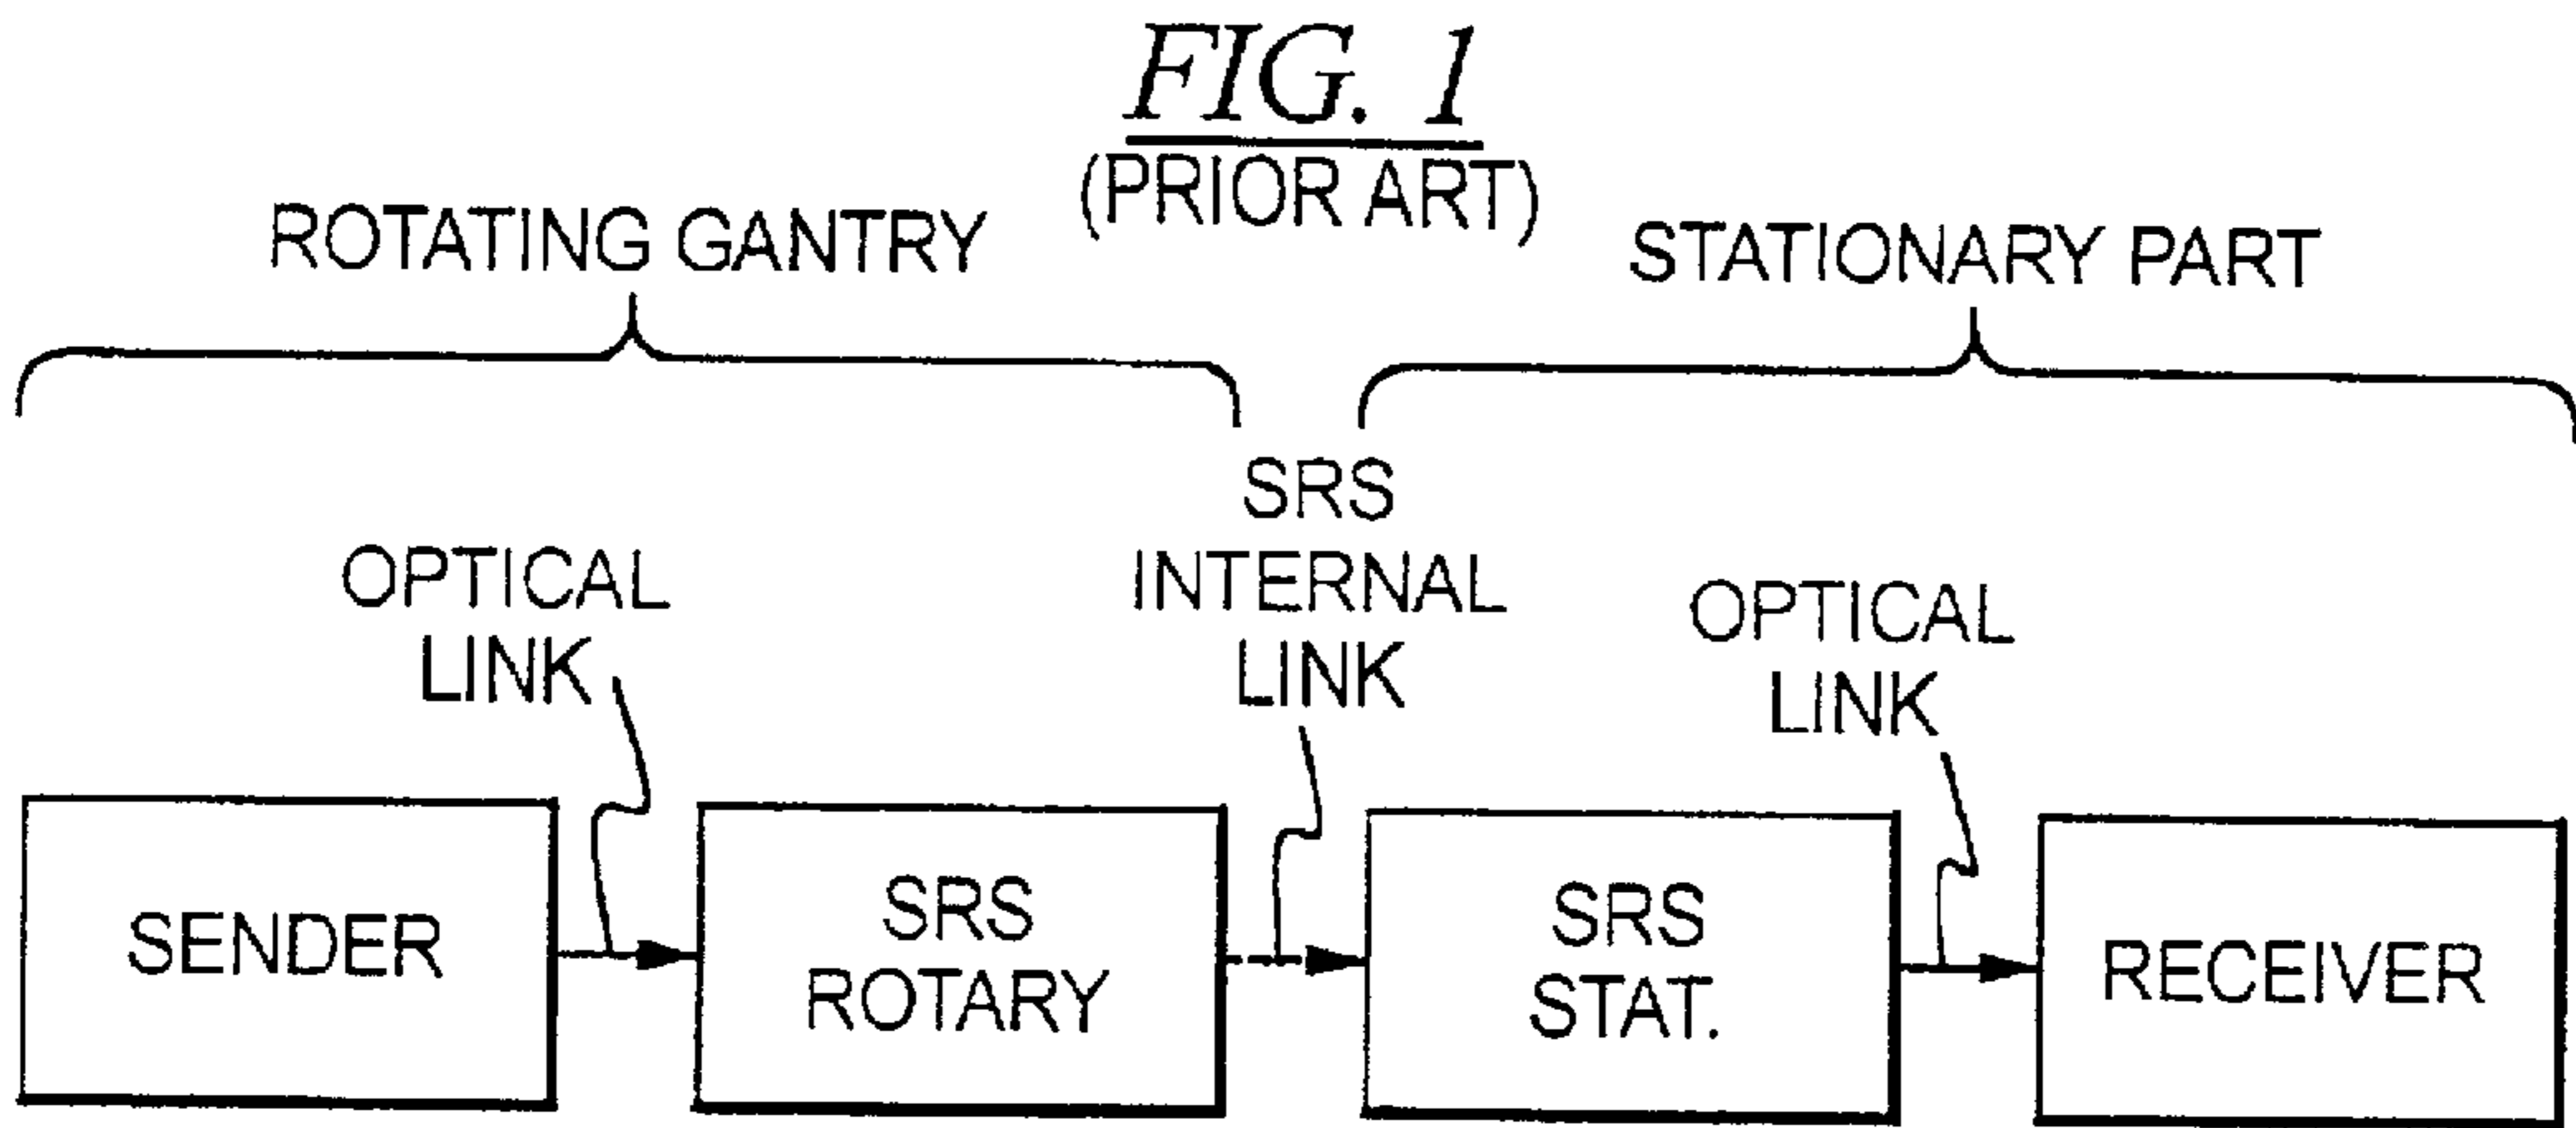 FIG. 1
(PRIOR ART)
ROTATING GANTRY
STATIONARY PART
SRS
INTERNAL
LINK
OPTICAL
LINK
OPTICAL
LINK
SENDER
SRS
ROTARY
SRS
STAT.
RECEIVER